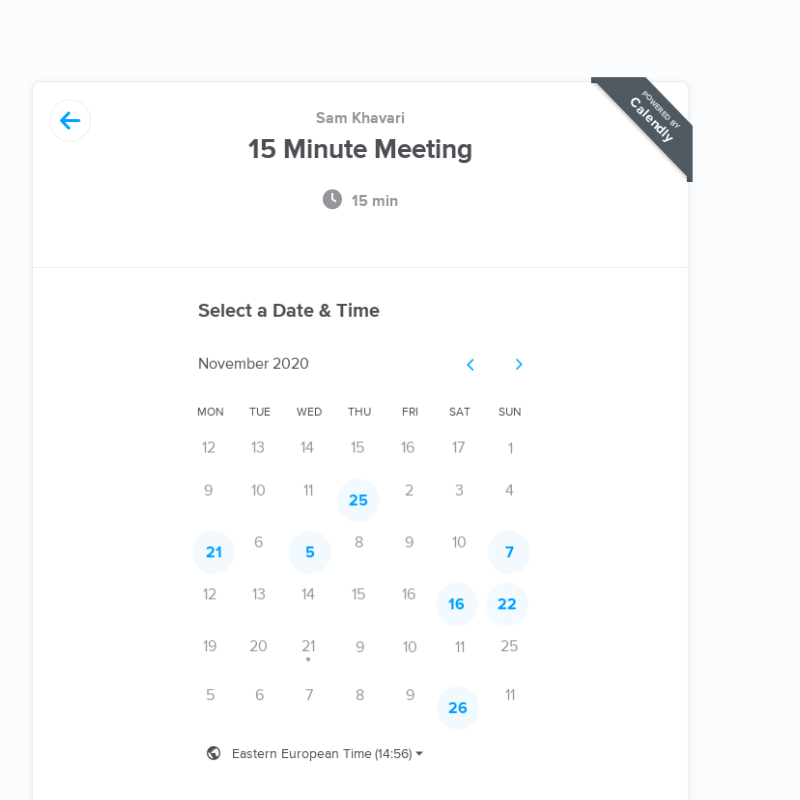 POWERED BY
Calendly
Sam Khavari
15 Minute Meeting
15 min
Select a Date & Time
November 2020
MON TUE WED THU FRI SAT SUN
12 13 14 15 16 17 1
9 10 11 25 2 3 4
21 6 5 8 9 10 7
12 13 14 15 16 16 22
19 20 21 9 10 11 25
5 6 7 8 9 26 11
Eastern European Time (14:56)